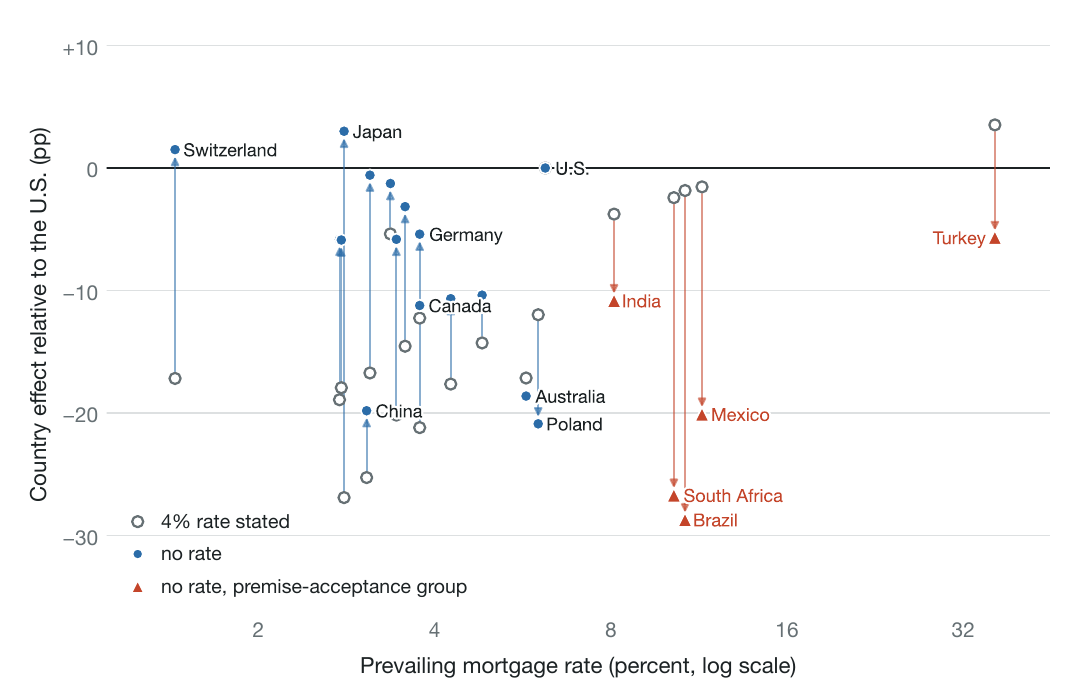 +10
0
−10
−20
−30
Country effect relative to the U.S. (pp)
Switzerland
Japan
U.S.
Germany
Canada
China
Australia
Poland
India
Turkey
Mexico
South Africa
Brazil
4% rate stated
no rate
no rate, premise-acceptance group
2 4 8 16 32
Prevailing mortgage rate (percent, log scale)